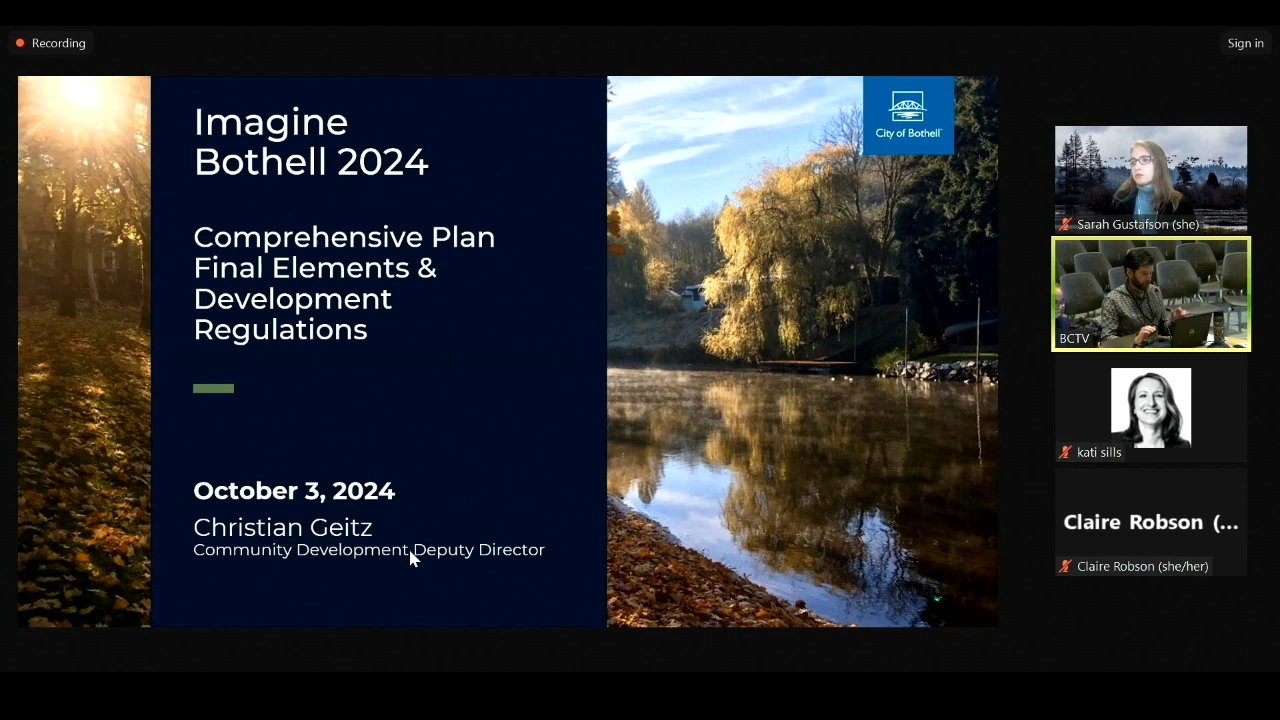 Recording
Sign in
Imagine
Bothell 2024
City of Bothell
Comprehensive Plan
Final Elements &
Development
Regulations
October 3, 2024
Christian Geitz
Community Development Deputy Director
Sarah Gustafson (she)
BCTV
kati sills
Claire Robson (...
Claire Robson (she/her)